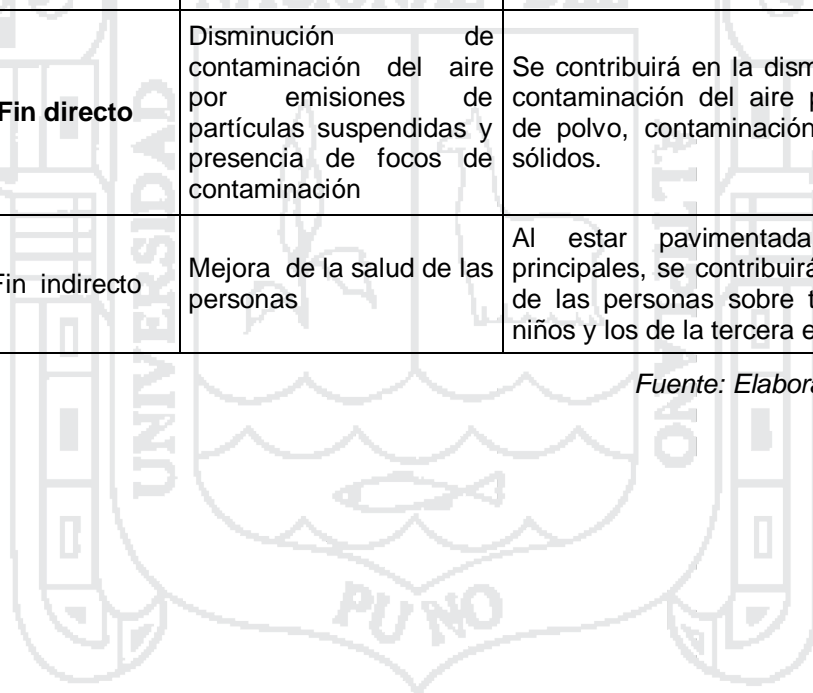 Fin directo
Disminución de
contaminación del aire
por emisiones de
partículas suspendidas y
presencia de focos de
contaminación
Se contribuirá en la
contaminación del aire
de polvo, contaminación
sólidos.
Fin indirecto
Mejora de la salud de las
personas
Al estar pavimentada
principales, se contribuirá
de las personas sobre
niños y los de la tercera
Fuente:
UNIVERSIDAD
PUNO